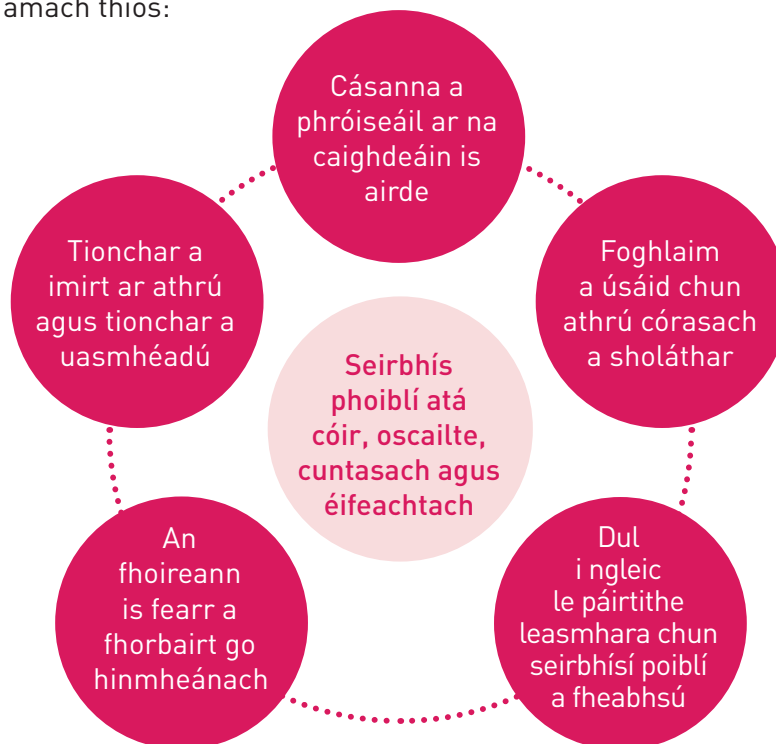 amach thíos:
Cásanna a
phróiseáil ar na
caighdeáin is
airde
Tionchar a
imirt ar athrú
agus tionchar a
uasmhéadú
Foghlaim
a úsáid chun
athrú córasach
a sholáthar
Seirbhís
phoiblí atá
cóir, oscailte,
cuntasach agus
éifeachtach
An
fhoireann
is fearr a
fhorbairt go
hinmheánach
Dul
i ngleic
le páirtithe
leasmhara chun
seirbhísí poiblí
a fheabhsú